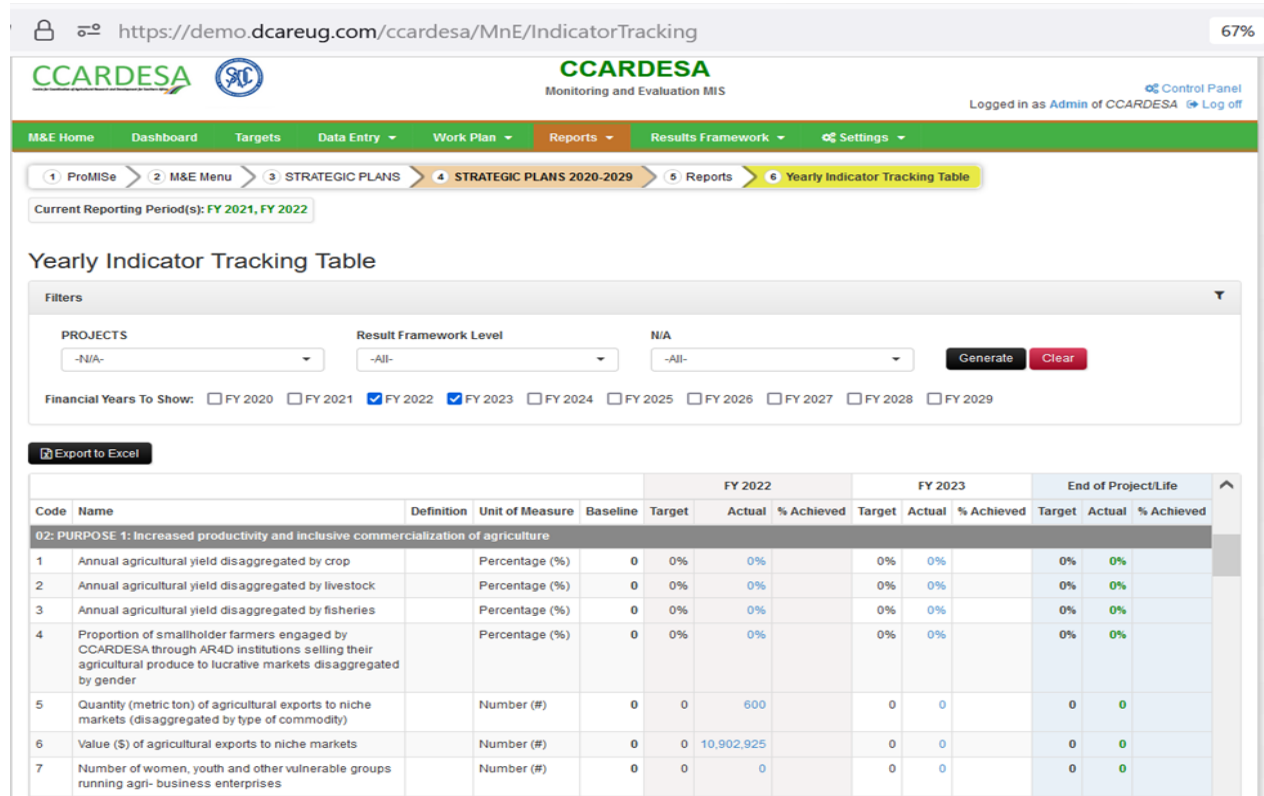 https://demo.dcareug.com/ccardesa/MnE/IndicatorTracking 67%
CCARDESA
CCARDESA
Monitoring and Evaluation MIS
Control Panel
Logged in as Admin of CCARDESA Log off
M&E Home Dashboard Targets Data Entry Work Plan Reports Results Framework Settings
1 ProMISe 2 M&E Menu 3 STRATEGIC PLANS 4 STRATEGIC PLANS 2020-2029 5 Reports 6 Yearly Indicator Tracking Table
Current Reporting Period(s): FY 2021, FY 2022
Yearly Indicator Tracking Table
Filters
PROJECTS Result Framework Level N/A
-N/A- -All- -All- Generate Clear
Financial Years To Show: FY 2020 FY 2021 FY 2022 FY 2023 FY 2024 FY 2025 FY 2026 FY 2027 FY 2028 FY 2029
Export to Excel
FY 2022 FY 2023 End of Project/Life
Code Name Definition Unit of Measure Baseline Target Actual % Achieved Target Actual % Achieved Target Actual % Achieved
02: PURPOSE 1: Increased productivity and inclusive commercialization of agriculture
1 Annual agricultural yield disaggregated by crop Percentage (%) 0 0% 0% 0% 0% 0% 0%
2 Annual agricultural yield disaggregated by livestock Percentage (%) 0 0% 0% 0% 0% 0% 0%
3 Annual agricultural yield disaggregated by fisheries Percentage (%) 0 0% 0% 0% 0% 0% 0%
4 Proportion of smallholder farmers engaged by Percentage (%) 0 0% 0% 0% 0% 0% 0%
CCARDESA through AR4D institutions selling their
agricultural produce to lucrative markets disaggregated
by gender
5 Quantity (metric ton) of agricultural exports to niche Number (#) 0 0 600 0 0 0 0
markets (disaggregated by type of commodity)
6 Value ($) of agricultural exports to niche markets Number (#) 0 0 10,902,925 0 0 0 0
7 Number of women, youth and other vulnerable groups Number (#) 0 0 0 0 0 0 0
running agri- business enterprises